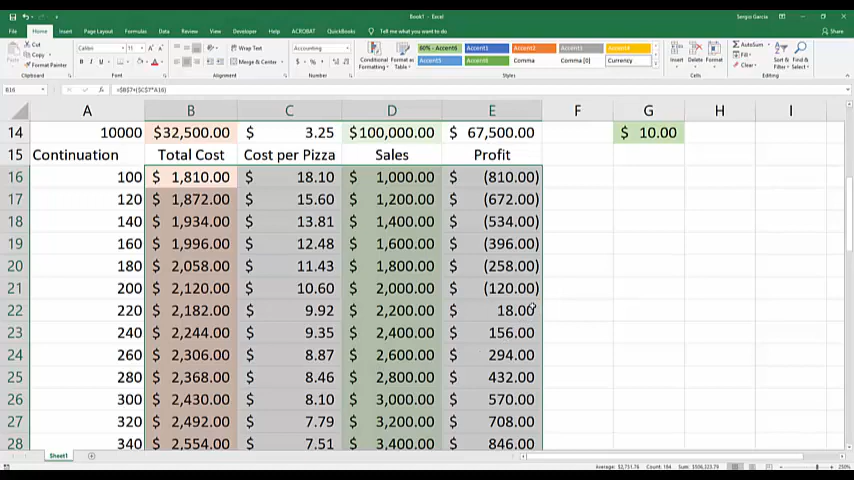 Book1 - Excel
Sergio Garcia
File Home Insert Page Layout Formulas Data Review View Developer Help ACROBAT QuickBooks Tell me what you want to do Share
Cut Calibri 11 Wrap Text Accounting 60% - Accent6 Accent1 Accent2 Accent3 Accent4 AutoSum
Copy Paste Conditional Formatting Format as Table Insert Delete Format Sort & Filter Find & Select
Format Painter B I U Merge & Center $ % Accent5 Accent6 Comma Comma [0] Currency Clear
Clipboard Font Alignment Number Styles Cells Editing
B16 =$B$7+($C$7*A16)
A B C D E F G H I
14 10000 $32,500.00 $ 3.25 $100,000.00 $ 67,500.00 $ 10.00
15 Continuation Total Cost Cost per Pizza Sales Profit
16 100 $ 1,810.00 $ 18.10 $ 1,000.00 $ (810.00)
17 120 $ 1,872.00 $ 15.60 $ 1,200.00 $ (672.00)
18 140 $ 1,934.00 $ 13.81 $ 1,400.00 $ (534.00)
19 160 $ 1,996.00 $ 12.48 $ 1,600.00 $ (396.00)
20 180 $ 2,058.00 $ 11.43 $ 1,800.00 $ (258.00)
21 200 $ 2,120.00 $ 10.60 $ 2,000.00 $ (120.00)
22 220 $ 2,182.00 $ 9.92 $ 2,200.00 $ 18.00
23 240 $ 2,244.00 $ 9.35 $ 2,400.00 $ 156.00
24 260 $ 2,306.00 $ 8.87 $ 2,600.00 $ 294.00
25 280 $ 2,368.00 $ 8.46 $ 2,800.00 $ 432.00
26 300 $ 2,430.00 $ 8.10 $ 3,000.00 $ 570.00
27 320 $ 2,492.00 $ 7.79 $ 3,200.00 $ 708.00
28 340 $ 2,554.00 $ 7.51 $ 3,400.00 $ 846.00
Sheet1
Average: $2,751.76 Count: 184 Sum: $506,323.79 250%